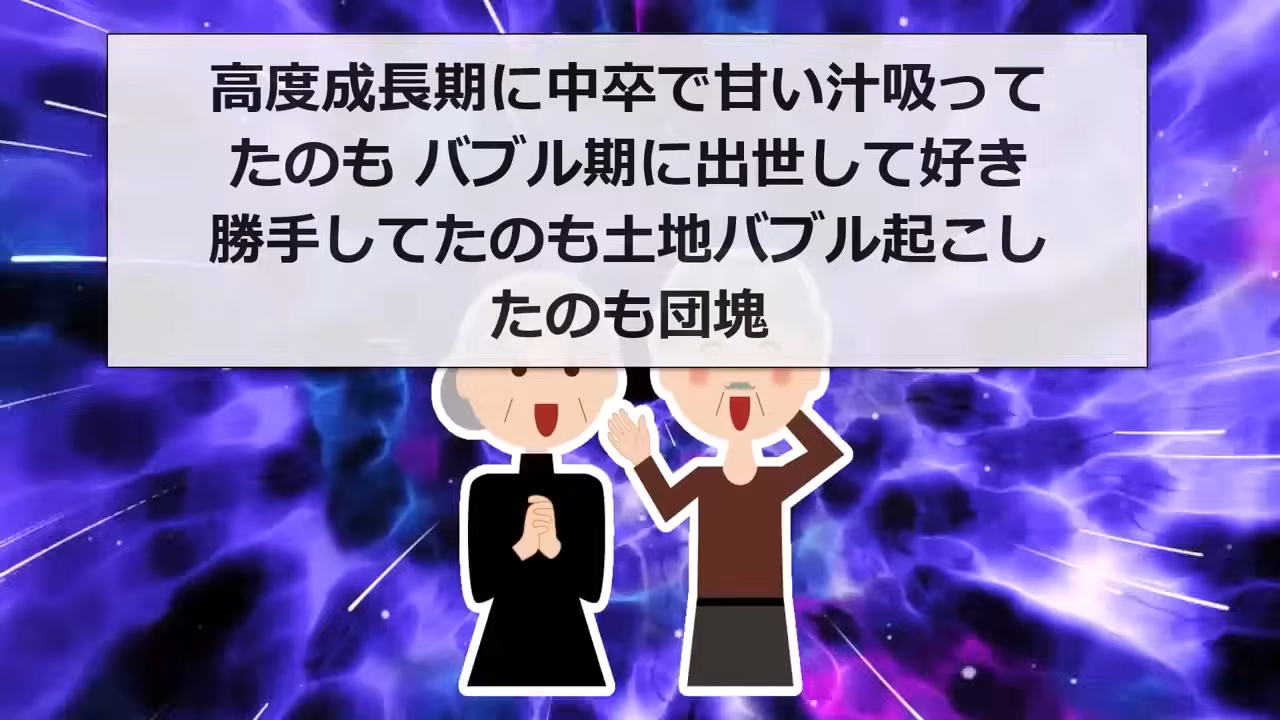 高度成長期に中卒で甘い汁吸って
たのも バブル期に出世して好き
勝手してたのも土地バブル起こし
たのも団塊